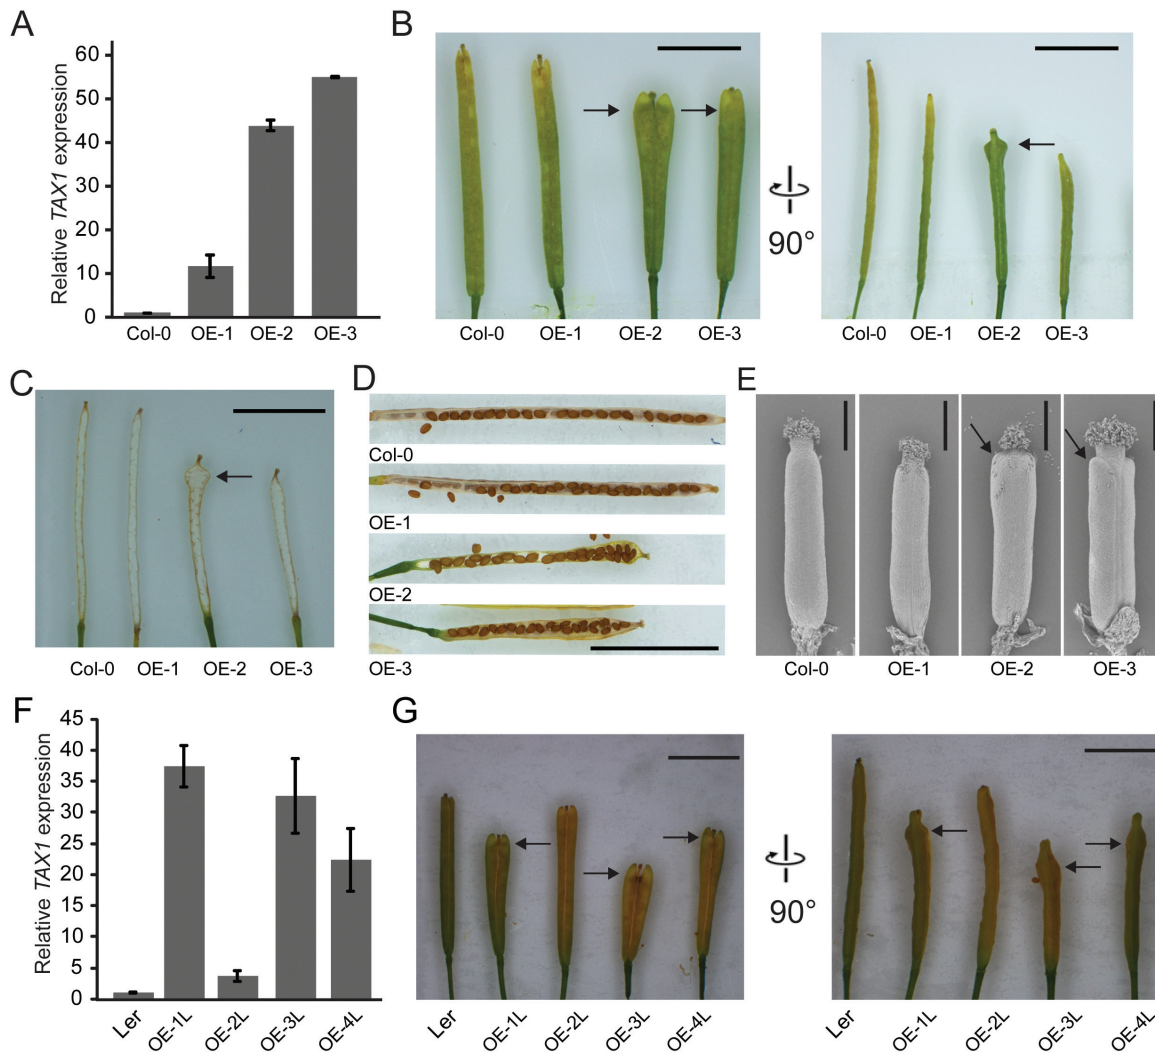 A
Relative TAX1 expression
60
50
40
30
20
10
0
Col-0 OE-1 OE-2 OE-3
B
90°
Col-0 OE-1 OE-2 OE-3
Col-0 OE-1 OE-2 OE-3
C
Col-0 OE-1 OE-2 OE-3
D
Col-0
OE-1
OE-2
OE-3
E
Col-0 OE-1 OE-2 OE-3
F
Relative TAX1 expression
45
40
35
30
25
20
15
10
5
0
Ler OE-1L OE-2L OE-3L OE-4L
G
90°
Ler OE-1L OE-2L OE-3L OE-4L
Ler OE-1L OE-2L OE-3L OE-4L